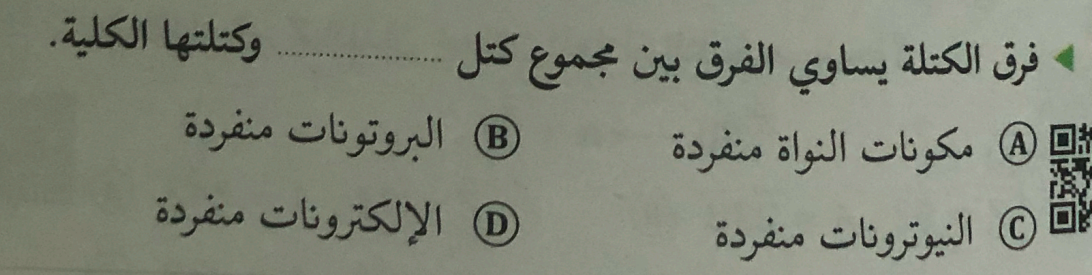 فرق الكتلة يساوي الفرق بين مجموع كتل ................ وكتلتها الكلية.
A مكونات النواة منفردة
B البروتونات منفردة
C النيوترونات منفردة
D الإلكترونات منفردة